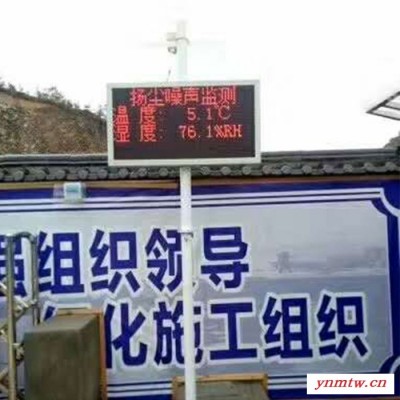 扬尘噪声监测
温 度: 5.1℃
湿 度: 76.1%RH
强组织领导
化施工组织
ynmtw.cn